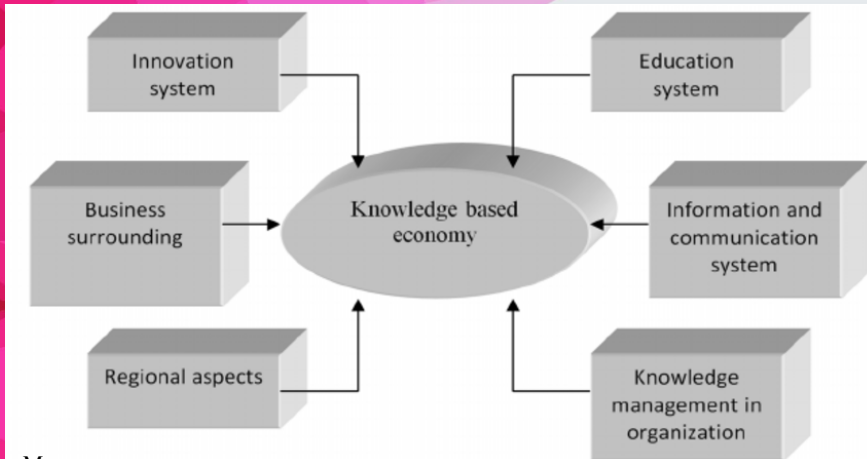 Innovation
system
Education
system
Business
surrounding
Knowledge based
economy
Information and
communication
system
Regional aspects
Knowledge
management in
organization